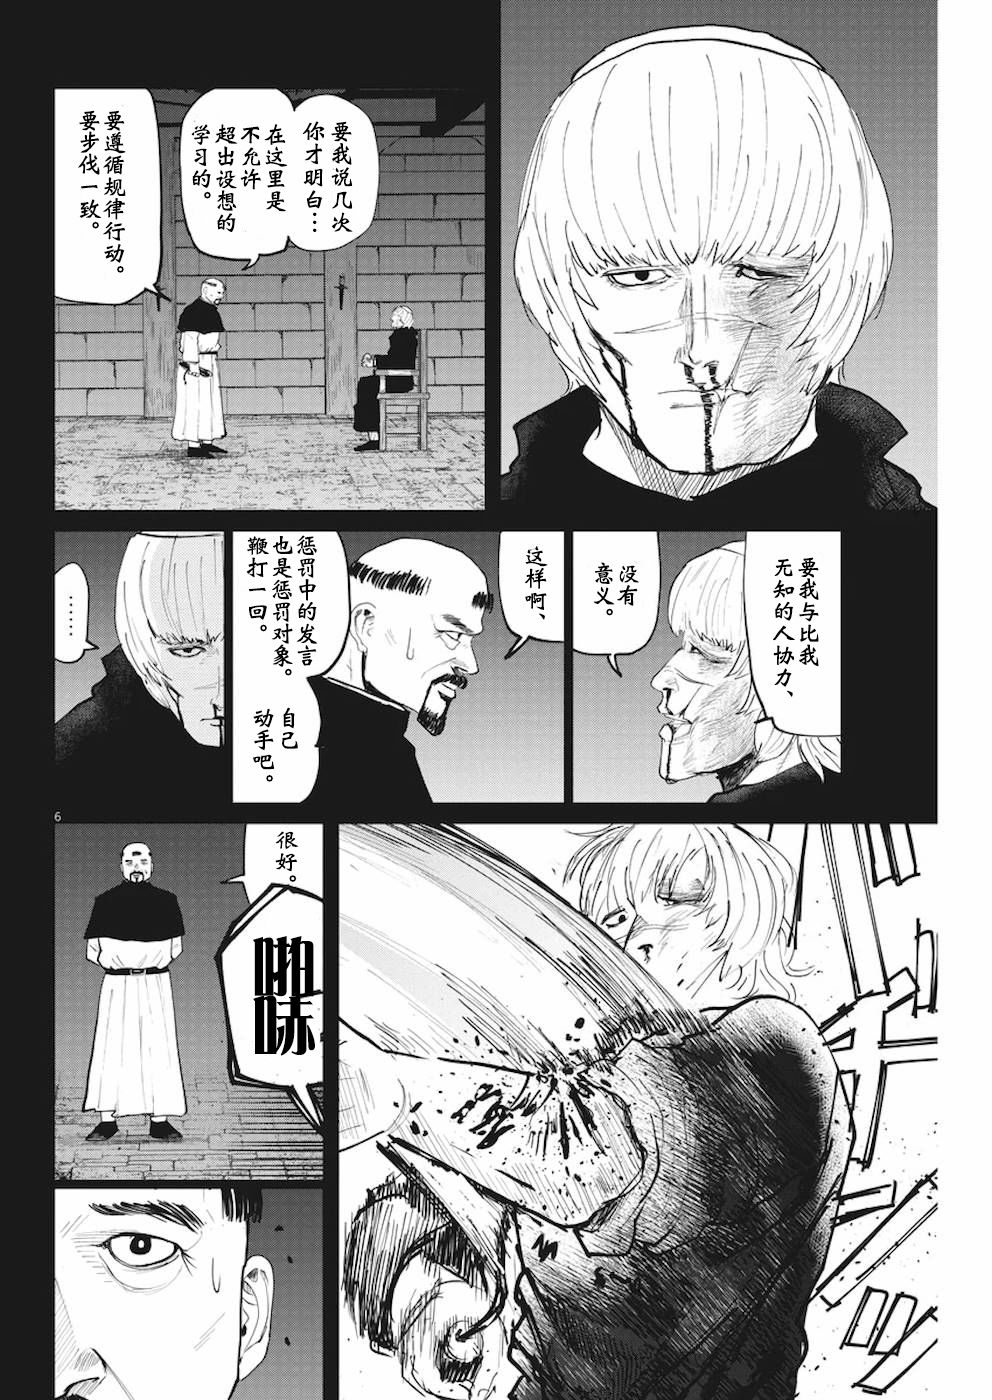 要我说几次
你才明白…
在这里是
不允许
超出设想的
学习的。
要遵循规律行动。
要步伐一致。
要我与比我
无知的人协力、
没有
意义。
这样啊、
惩罚中的发言
也是惩罚对象。
鞭打一回。
自己
动手吧。
……
很好。
啪
哧
6